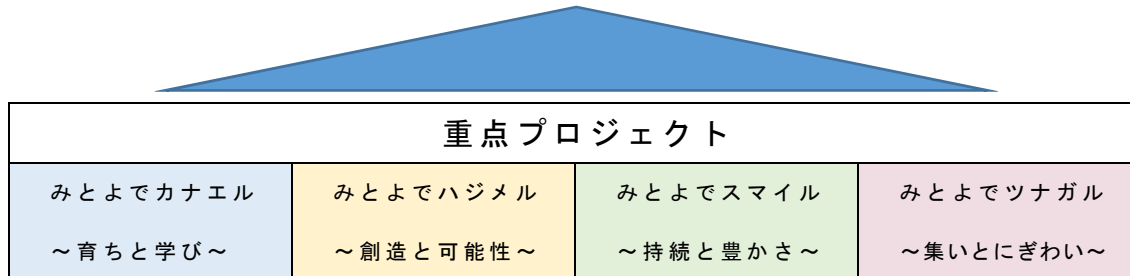 重点プロジェクト
みとよでカナエル
～育ちと学び～
みとよでハジメル
～創造と可能性～
みとよでスマイル
～持続と豊かさ～
みとよでツナガル
～集いとにぎわい～